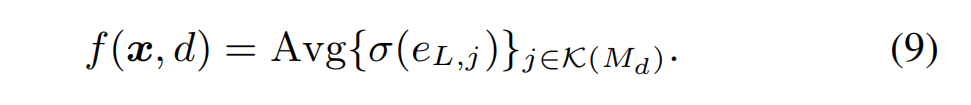 f(𝒙, d) = Avg{σ(e_{L,j})}_{j∈𝒦(M_d)}. (9)